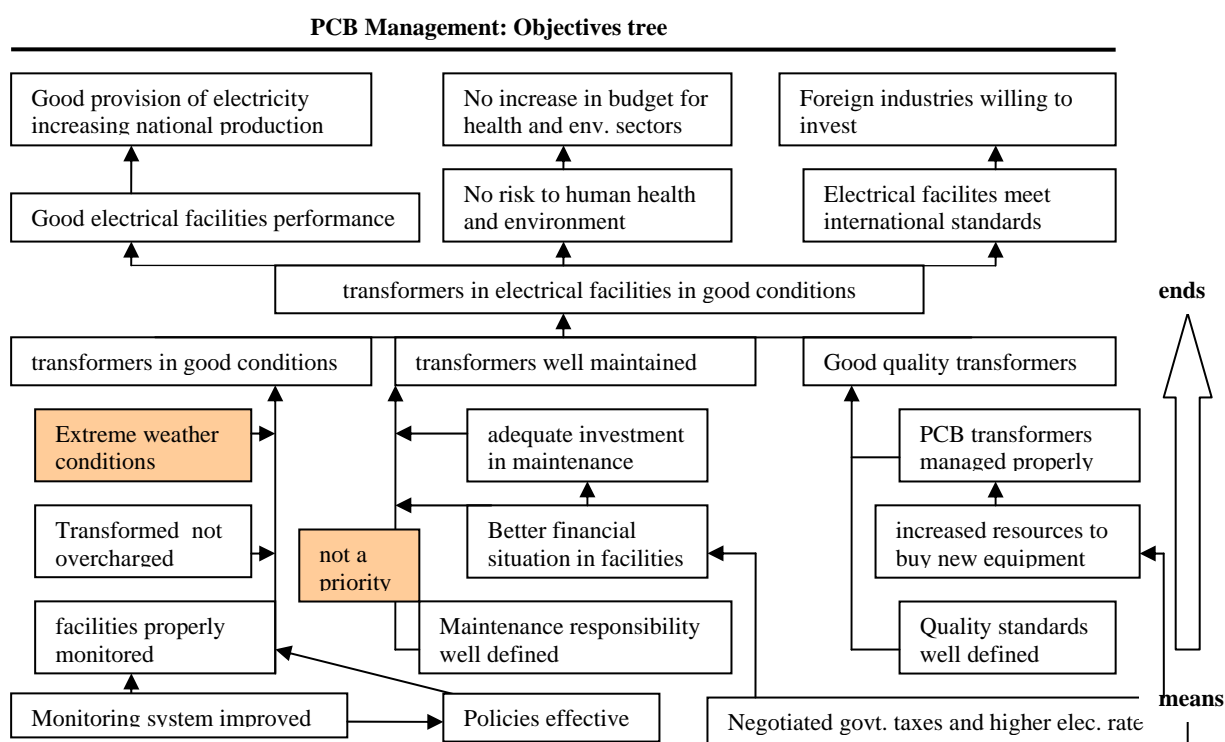 PCB Management: Objectives tree
Good provision of electricity
increasing national production
No increase in budget for
health and env. sectors
Foreign industries willing to
invest
Good electrical facilities performance
No risk to human health
and environment
Electrical facilites meet
international standards
transformers in electrical facilities in good conditions
ends
transformers in good conditions
transformers well maintained
Good quality transformers
Extreme weather
conditions
adequate investment
in maintenance
PCB transformers
managed properly
Transformed not
overcharged
not a
priority
Better financial
situation in facilities
increased resources to
buy new equipment
facilities properly
monitored
Maintenance responsibility
well defined
Quality standards
well defined
means
Monitoring system improved
Policies effective
Negotiated govt. taxes and higher elec. rate